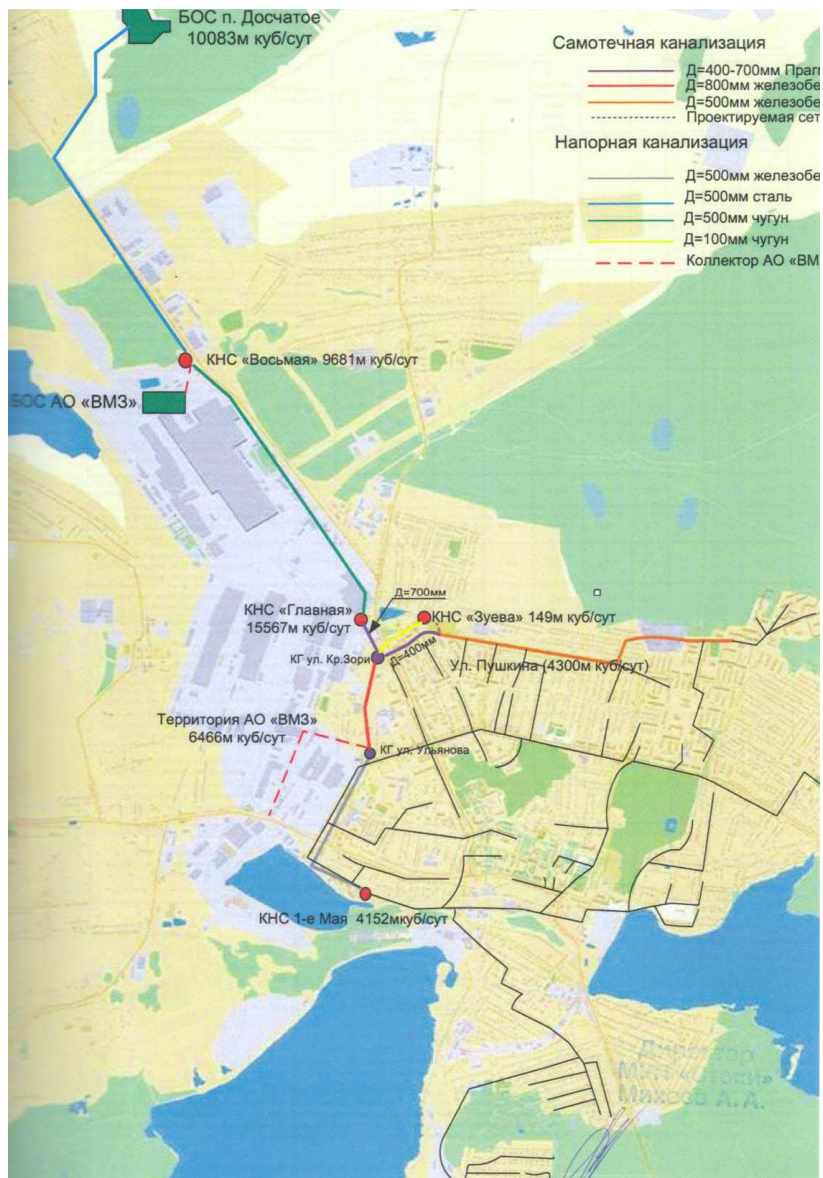 БОС п. Досчатое
10083м куб/сут
Самотечная канализация
Д=400-700мм Праг
Д=800мм железобе
Д=500мм железобе
Проектируемая сет
Напорная канализация
Д=500мм железобе
Д=500мм сталь
Д=500мм чугун
Д=100мм чугун
Коллектор АО «ВМ
КНС «Восьмая» 9681м куб/сут
БОС АО «ВМЗ»
Д=700мм
КНС «Главная»
15567м куб/сут
КНС «Зуева» 149м куб/сут
КГ ул. Кр.Зори
Д=400мм
Ул. Пушкина (4300м куб/сут)
Территория АО «ВМЗ»
6466м куб/сут
КГ ул. Ульянова
КНС 1-е Мая 4152мкуб/сут
Директор
МУП «Стоки»
Михеев А.А.